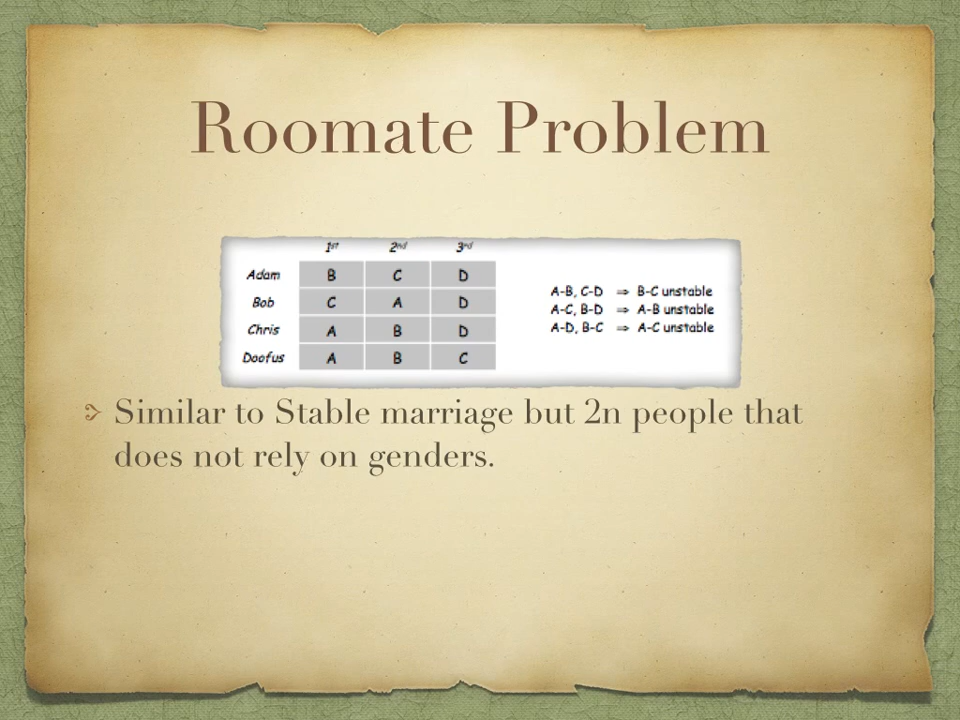 Roomate Problem
1st 2nd 3rd
Adam B C D
Bob C A D
Chris A B D
Doofus A B C
A-B, C-D ⇒ B-C unstable
A-C, B-D ⇒ A-B unstable
A-D, B-C ⇒ A-C unstable
Similar to Stable marriage but 2n people that
does not rely on genders.